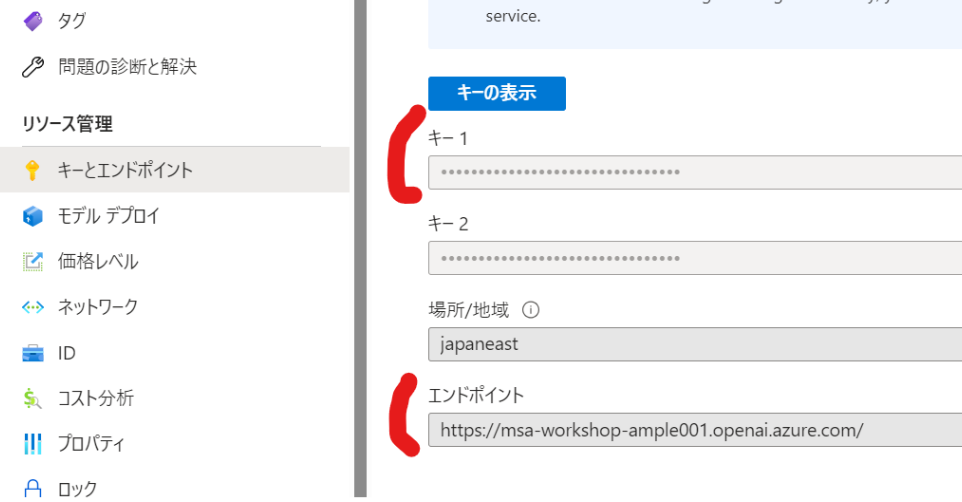 タグ
問題の診断と解決
リソース管理
キーとエンドポイント
モデル デプロイ
価格レベル
ネットワーク
ID
コスト分析
プロパティ
ロック
service.
キーの表示
キー 1
••••••••••••••••••••••••••••••••
キー 2
••••••••••••••••••••••••••••••••
場所/地域
japaneast
エンドポイント
https://msa-workshop-ample001.openai.azure.com/